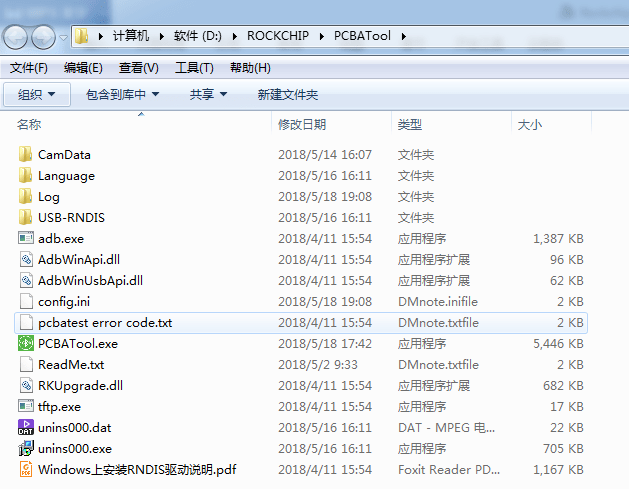 计算机 软件 (D:) ROCKCHIP PCBATool
文件(F) 编辑(E) 查看(V) 工具(T) 帮助(H)
组织 包含到库中 共享 新建文件夹
名称 修改日期 类型 大小
CamData 2018/5/14 16:07 文件夹
Language 2018/5/16 16:11 文件夹
Log 2018/5/18 19:08 文件夹
USB-RNDIS 2018/5/16 16:11 文件夹
adb.exe 2018/4/11 15:54 应用程序 1,387 KB
AdbWinApi.dll 2018/4/11 15:54 应用程序扩展 96 KB
AdbWinUsbApi.dll 2018/4/11 15:54 应用程序扩展 62 KB
config.ini 2018/5/18 19:08 DMnote.inifile 2 KB
pcbatest error code.txt 2018/4/11 15:54 DMnote.txtfile 2 KB
PCBATool.exe 2018/5/18 17:42 应用程序 5,446 KB
ReadMe.txt 2018/5/2 9:33 DMnote.txtfile 2 KB
RKUpgrade.dll 2018/4/11 15:54 应用程序扩展 682 KB
tftp.exe 2018/4/11 15:54 应用程序 17 KB
unins000.dat 2018/5/16 16:11 DAT - MPEG 电... 22 KB
unins000.exe 2018/5/16 16:11 应用程序 705 KB
Windows上安装RNDIS驱动说明.pdf 2018/4/11 15:54 Foxit Reader PD... 1,167 KB